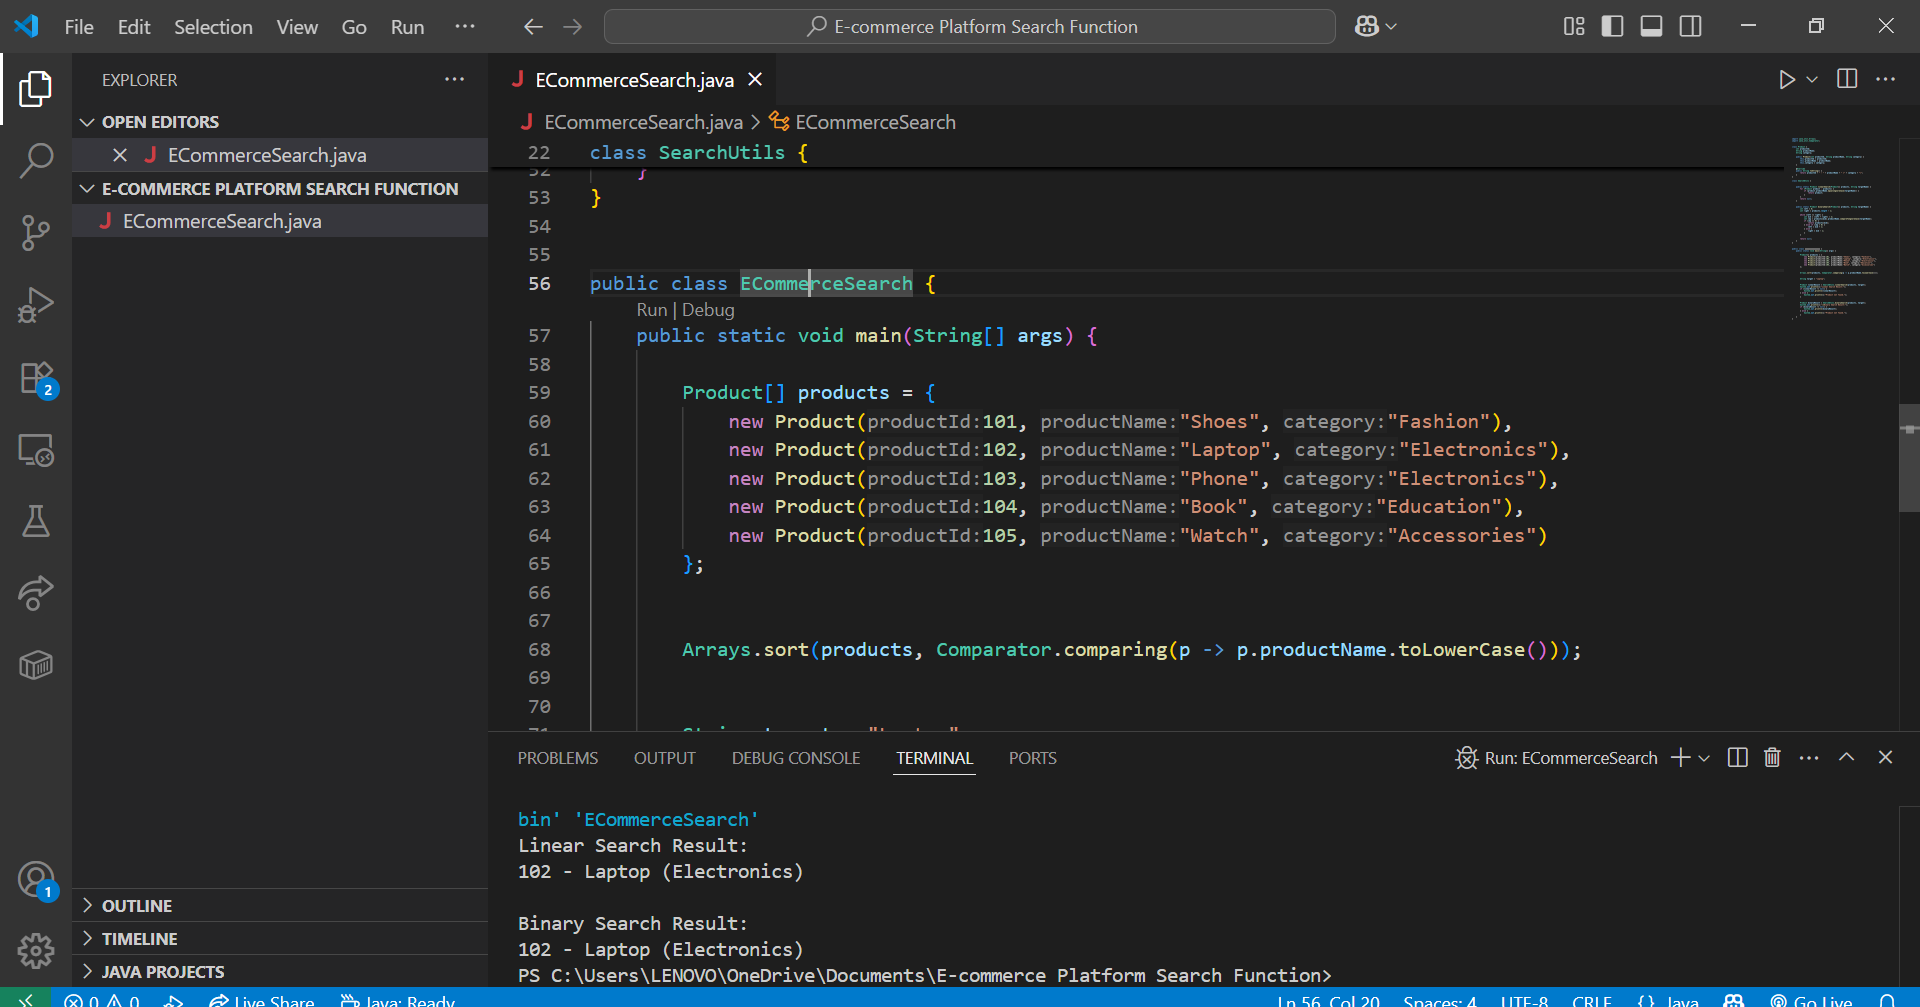 File Edit Selection View Go Run ···
E-commerce Platform Search Function
EXPLORER
OPEN EDITORS
ECommerceSearch.java
E-COMMERCE PLATFORM SEARCH FUNCTION
ECommerceSearch.java
2
1
OUTLINE
TIMELINE
JAVA PROJECTS
ECommerceSearch.java
ECommerceSearch.java > ECommerceSearch
22 class SearchUtils {
52 }
53 }
54
55
56 public class ECommerceSearch {
Run | Debug
57 public static void main(String[] args) {
58
59 Product[] products = {
60 new Product(productId:101, productName:"Shoes", category:"Fashion"),
61 new Product(productId:102, productName:"Laptop", category:"Electronics"),
62 new Product(productId:103, productName:"Phone", category:"Electronics"),
63 new Product(productId:104, productName:"Book", category:"Education"),
64 new Product(productId:105, productName:"Watch", category:"Accessories")
65 };
66
67
68 Arrays.sort(products, Comparator.comparing(p -> p.productName.toLowerCase()));
69
70
PROBLEMS OUTPUT DEBUG CONSOLE TERMINAL PORTS
Run: ECommerceSearch
bin' 'ECommerceSearch'
Linear Search Result:
102 - Laptop (Electronics)
Binary Search Result:
102 - Laptop (Electronics)
PS C:\Users\LENOVO\OneDrive\Documents\E-commerce Platform Search Function>
0 0 Live Share Java: Ready Ln 56, Col 20 Spaces: 4 UTF-8 CRLF {} Java Go Live